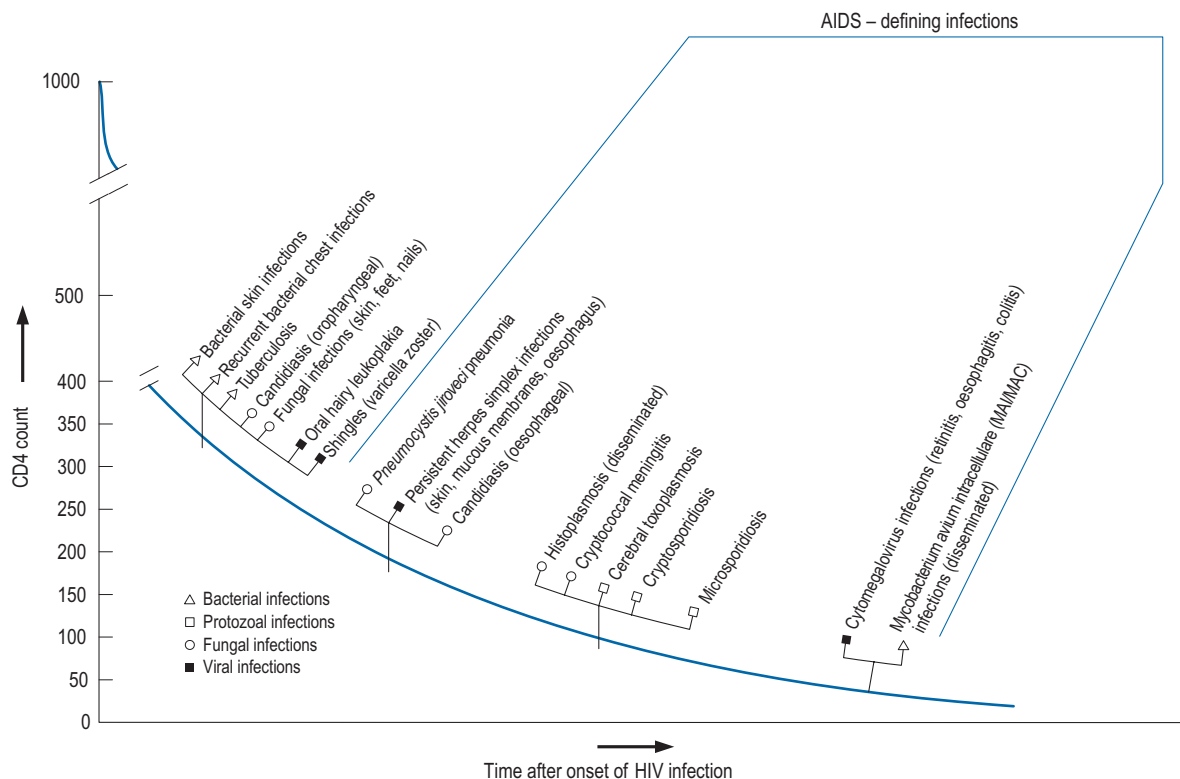 AIDS – defining infections
1000
500
400
350
300
250
200
150
100
50
0
CD4 count
Bacterial skin infections
Recurrent bacterial chest infections
Tuberculosis
Candidiasis (oropharyngeal)
Fungal infections (skin, feet, nails)
Oral hairy leukoplakia
Shingles (varicella zoster)
Pneumocystis jiroveci pneumonia
Persistent herpes simplex infections
(skin, mucous membranes, oesophagus)
Candidiasis (oesophageal)
Histoplasmosis (disseminated)
Cryptococcal meningitis
Cerebral toxoplasmosis
Cryptosporidiosis
Microsporidiosis
Cytomegalovirus infections (retinitis, oesophagitis, colitis)
Mycobacterium avium intracellulare (MAI/MAC)
infections (disseminated)
Bacterial infections
Protozoal infections
Fungal infections
Viral infections
Time after onset of HIV infection